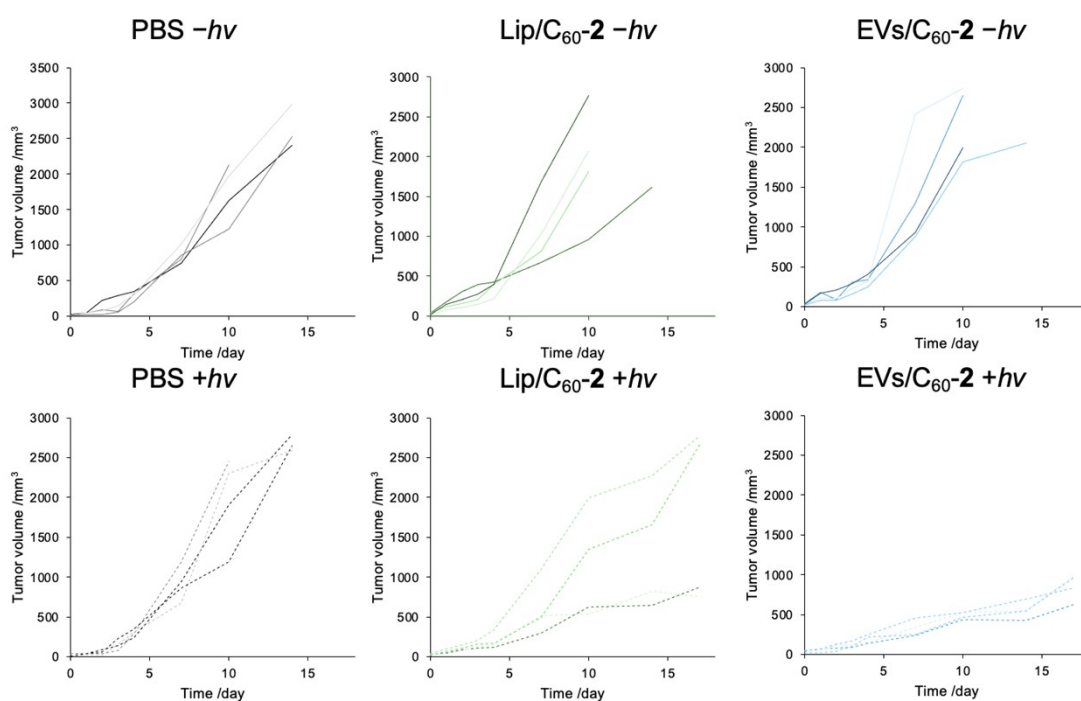 PBS −hv
Lip/C₆₀-2 −hv
EVs/C₆₀-2 −hv
3500
3000
2500
2000
1500
1000
500
0
Tumor volume /mm³
0 5 10 15
Time /day
3000
2500
2000
1500
1000
500
0
Tumor volume /mm³
0 5 10 15
Time /day
3000
2500
2000
1500
1000
500
0
Tumor volume /mm³
0 5 10 15
Time /day
PBS +hv
Lip/C₆₀-2 +hv
EVs/C₆₀-2 +hv
3000
2500
2000
1500
1000
500
0
Tumor volume /mm³
0 5 10 15
Time /day
3000
2500
2000
1500
1000
500
0
Tumor volume /mm³
0 5 10 15
Time /day
3000
2500
2000
1500
1000
500
0
Tumor volume /mm³
0 5 10 15
Time /day